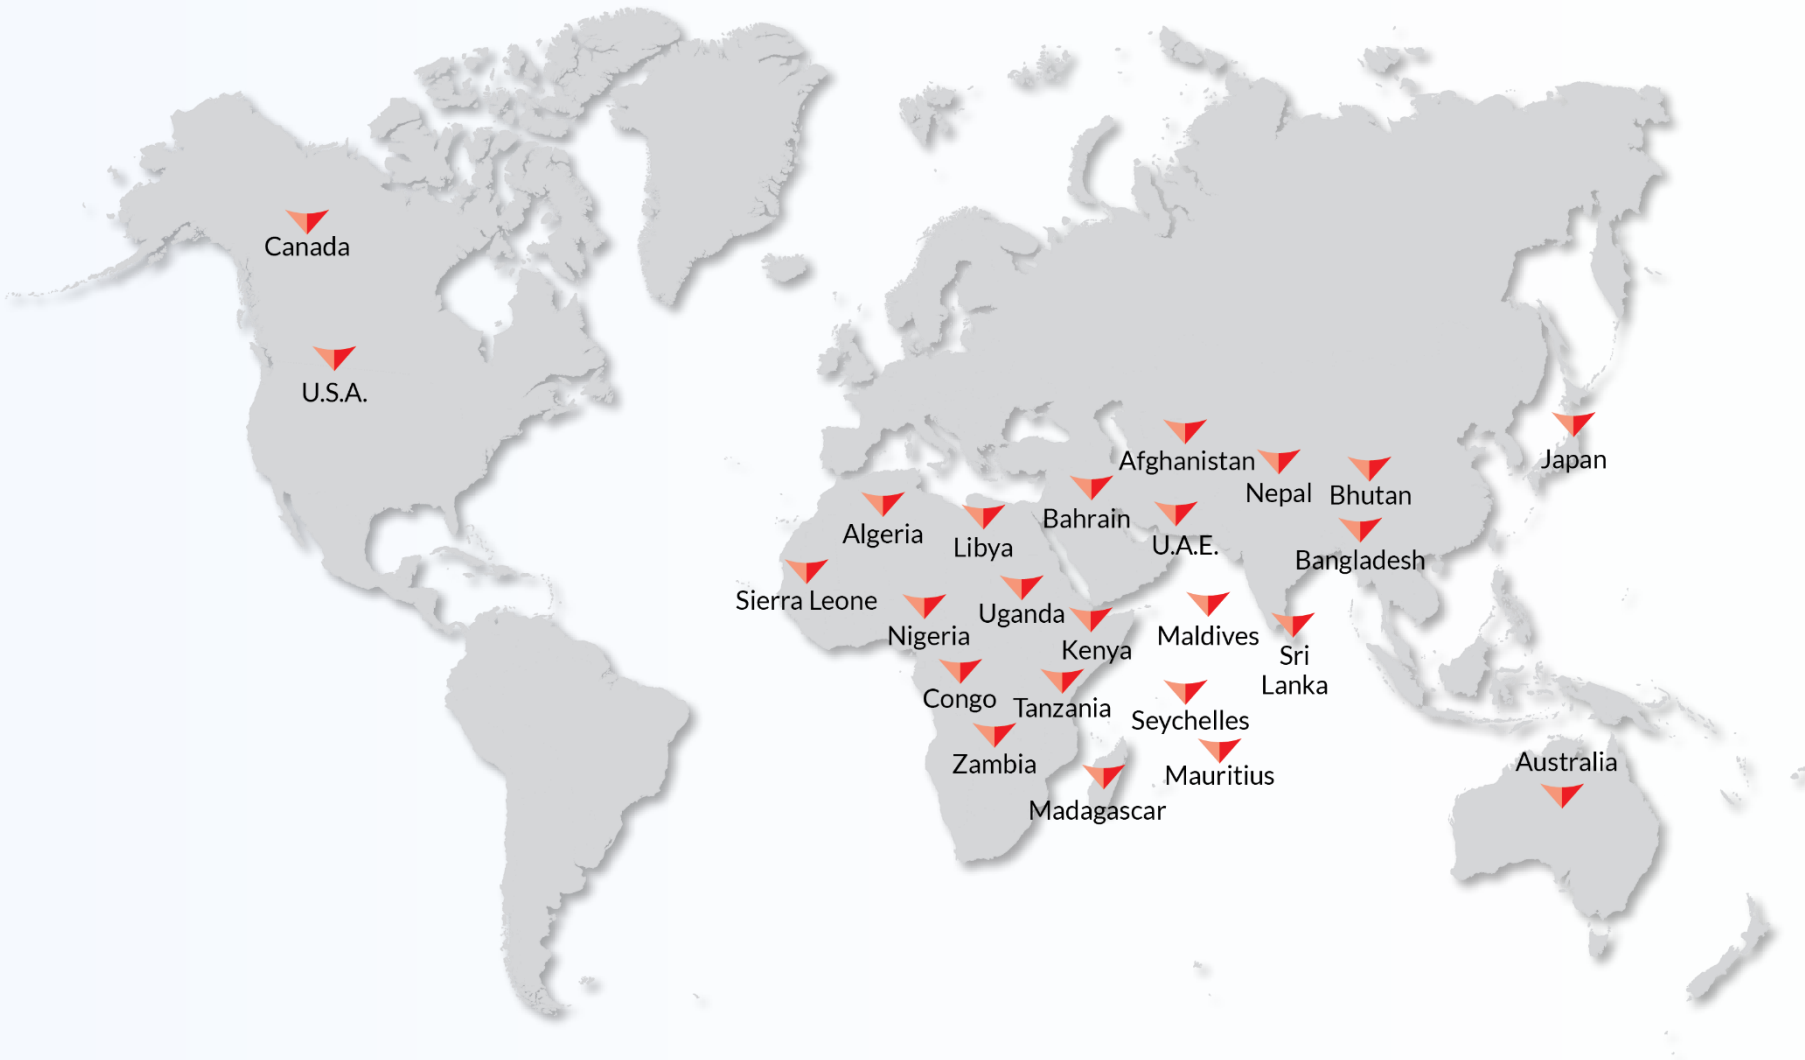 Canada
U.S.A.
Japan
Afghanistan
Nepal
Bhutan
Bahrain
Algeria
Libya
U.A.E.
Bangladesh
Sierra Leone
Uganda
Nigeria
Kenya
Maldives
Sri
Lanka
Congo
Tanzania
Seychelles
Zambia
Mauritius
Australia
Madagascar